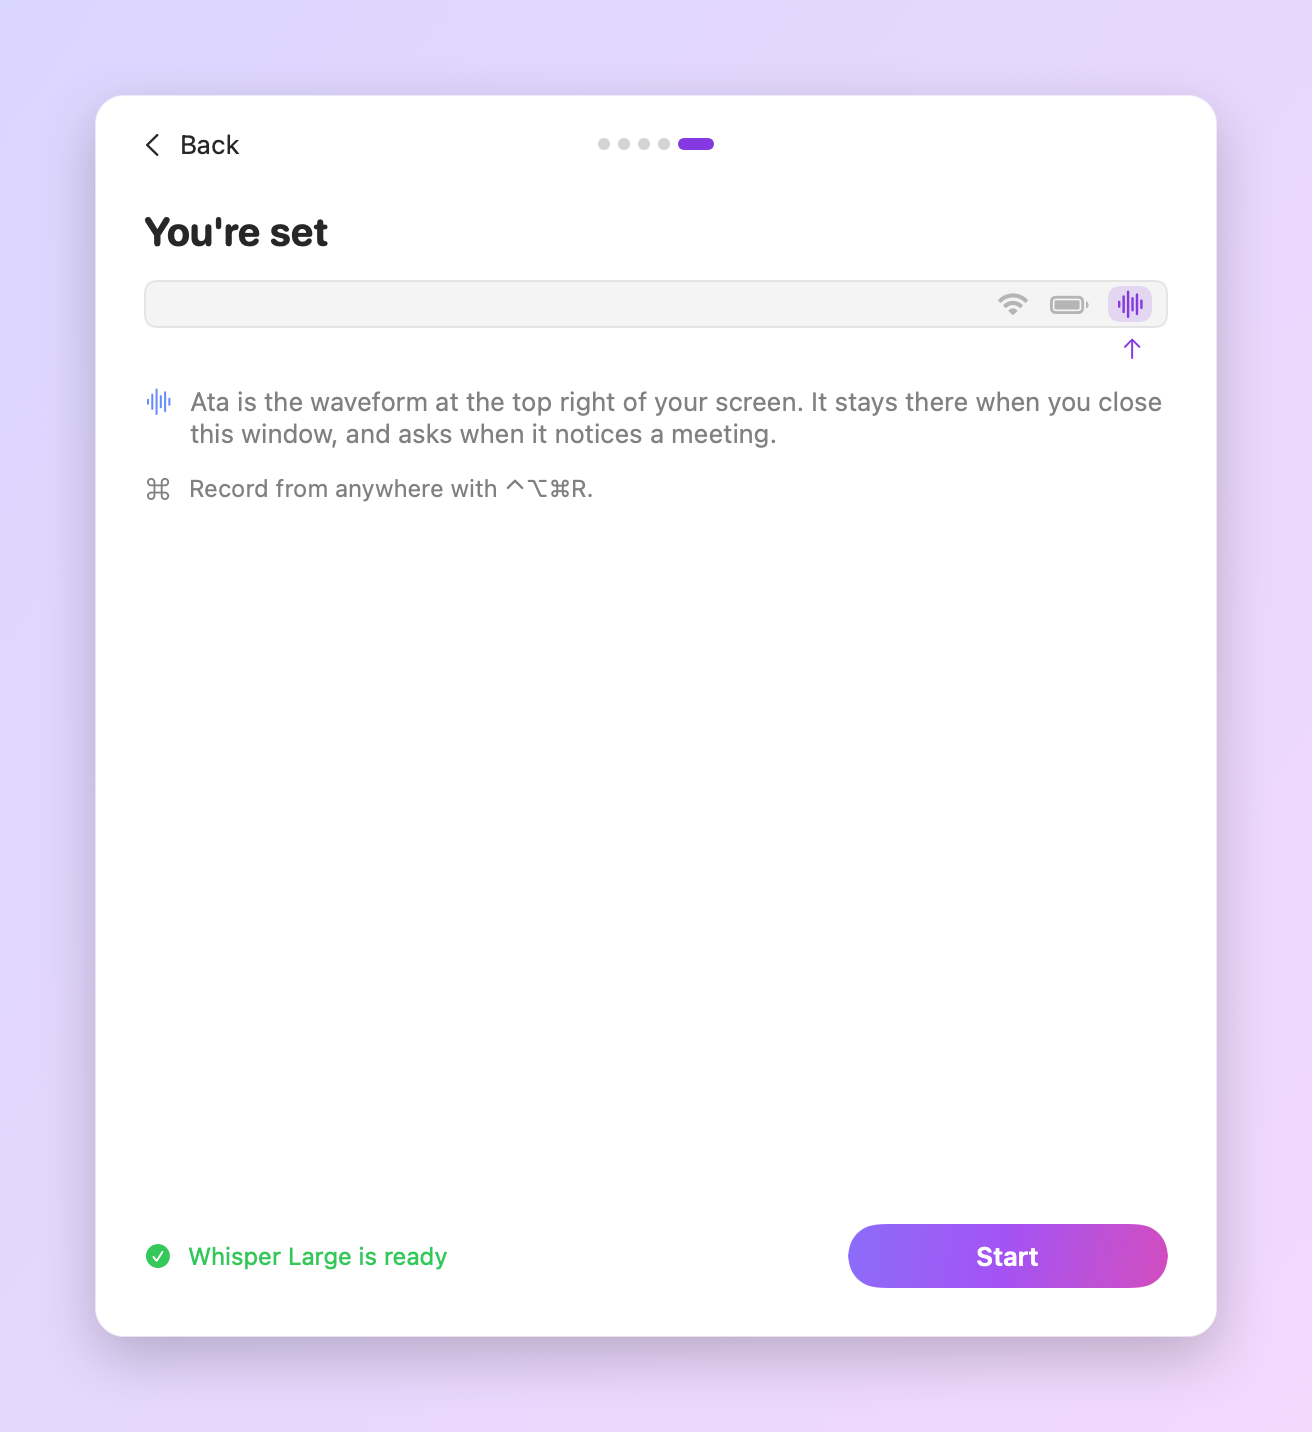 Back
You're set
Ata is the waveform at the top right of your screen. It stays there when you close
this window, and asks when it notices a meeting.
Record from anywhere with ⌃⌥⌘R.
Whisper Large is ready
Start